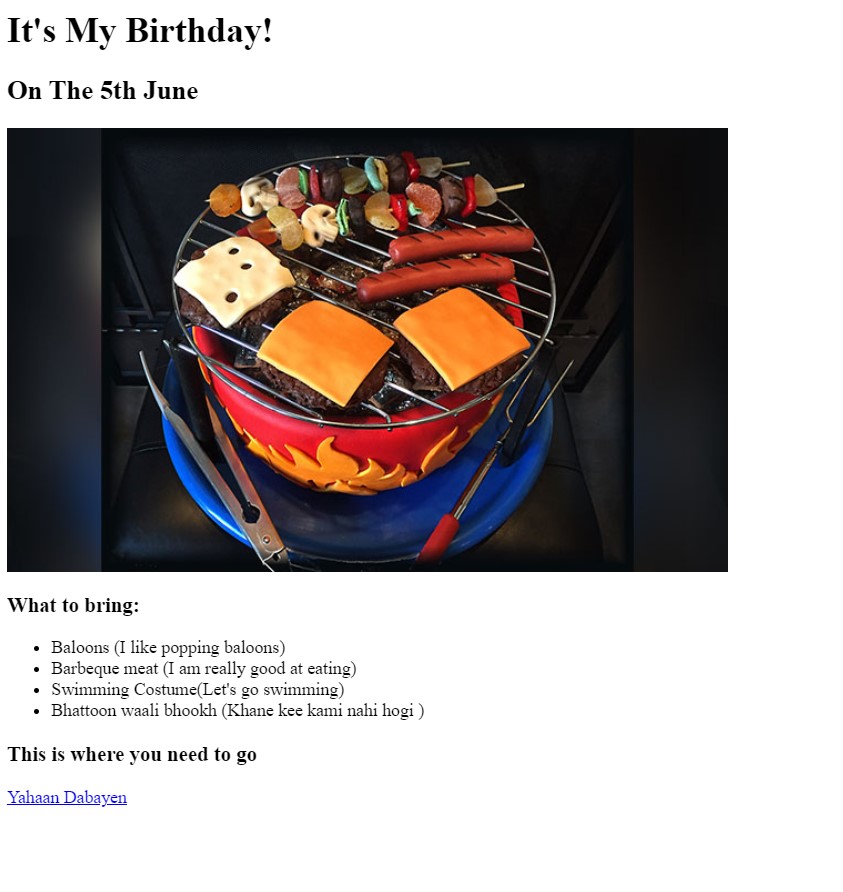 It's My Birthday!
On The 5th June
What to bring:
Baloons (I like popping baloons)
Barbeque meat (I am really good at eating)
Swimming Costume(Let's go swimming)
Bhattoon waali bhookh (Khane kee kami nahi hogi )
This is where you need to go
Yahaan Dabayen